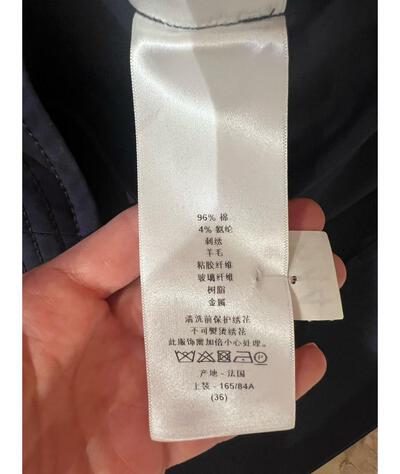 96% 棉
4% 氨纶
刺绣
羊毛
粘胶纤维
玻璃纤维
树脂
金属
清洗前保护绣花
不可熨烫绣花
此服饰需加倍小心处理。
产地 - 法国
上装 - 165/84A
(36)